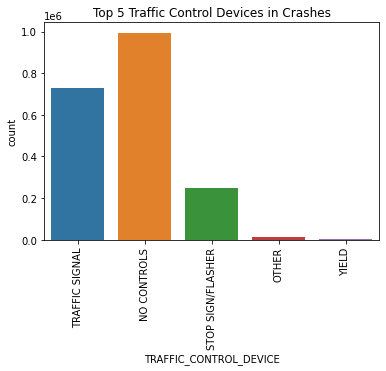 Top 5 Traffic Control Devices in Crashes
1e6
1.0
0.8
0.6
0.4
0.2
0.0
count
TRAFFIC SIGNAL
NO CONTROLS
STOP SIGN/FLASHER
OTHER
YIELD
TRAFFIC_CONTROL_DEVICE